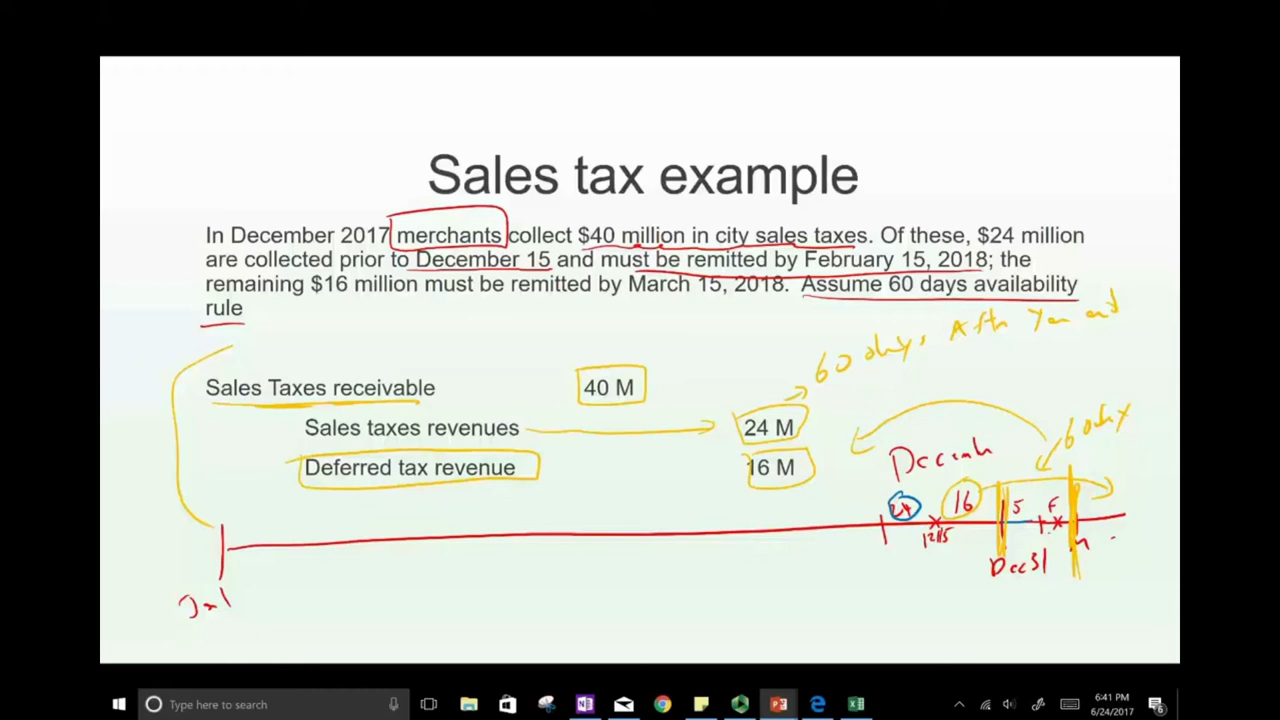 Sales tax example
In December 2017 merchants collect $40 million in city sales taxes. Of these, $24 million
are collected prior to December 15 and must be remitted by February 15, 2018; the
remaining $16 million must be remitted by March 15, 2018. Assume 60 days availability
rule
60 days After Year end
Sales Taxes receivable 40 M
Sales taxes revenues 24 M
60 day
Deferred tax revenue 16 M
24 16 F
12/15
Dec 31
Type here to search
6:41 PM
6/24/2017
6